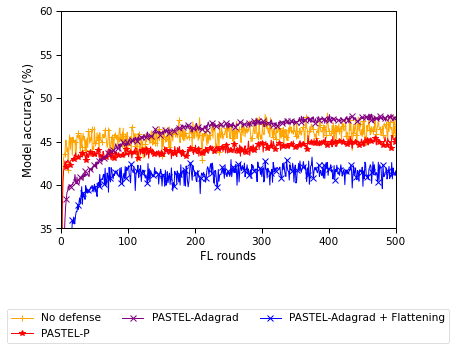 60
55
50
45
40
35
Model accuracy (%)
0 100 200 300 400 500
FL rounds
No defense
PASTEL-P
PASTEL-Adagrad
PASTEL-Adagrad + Flattening